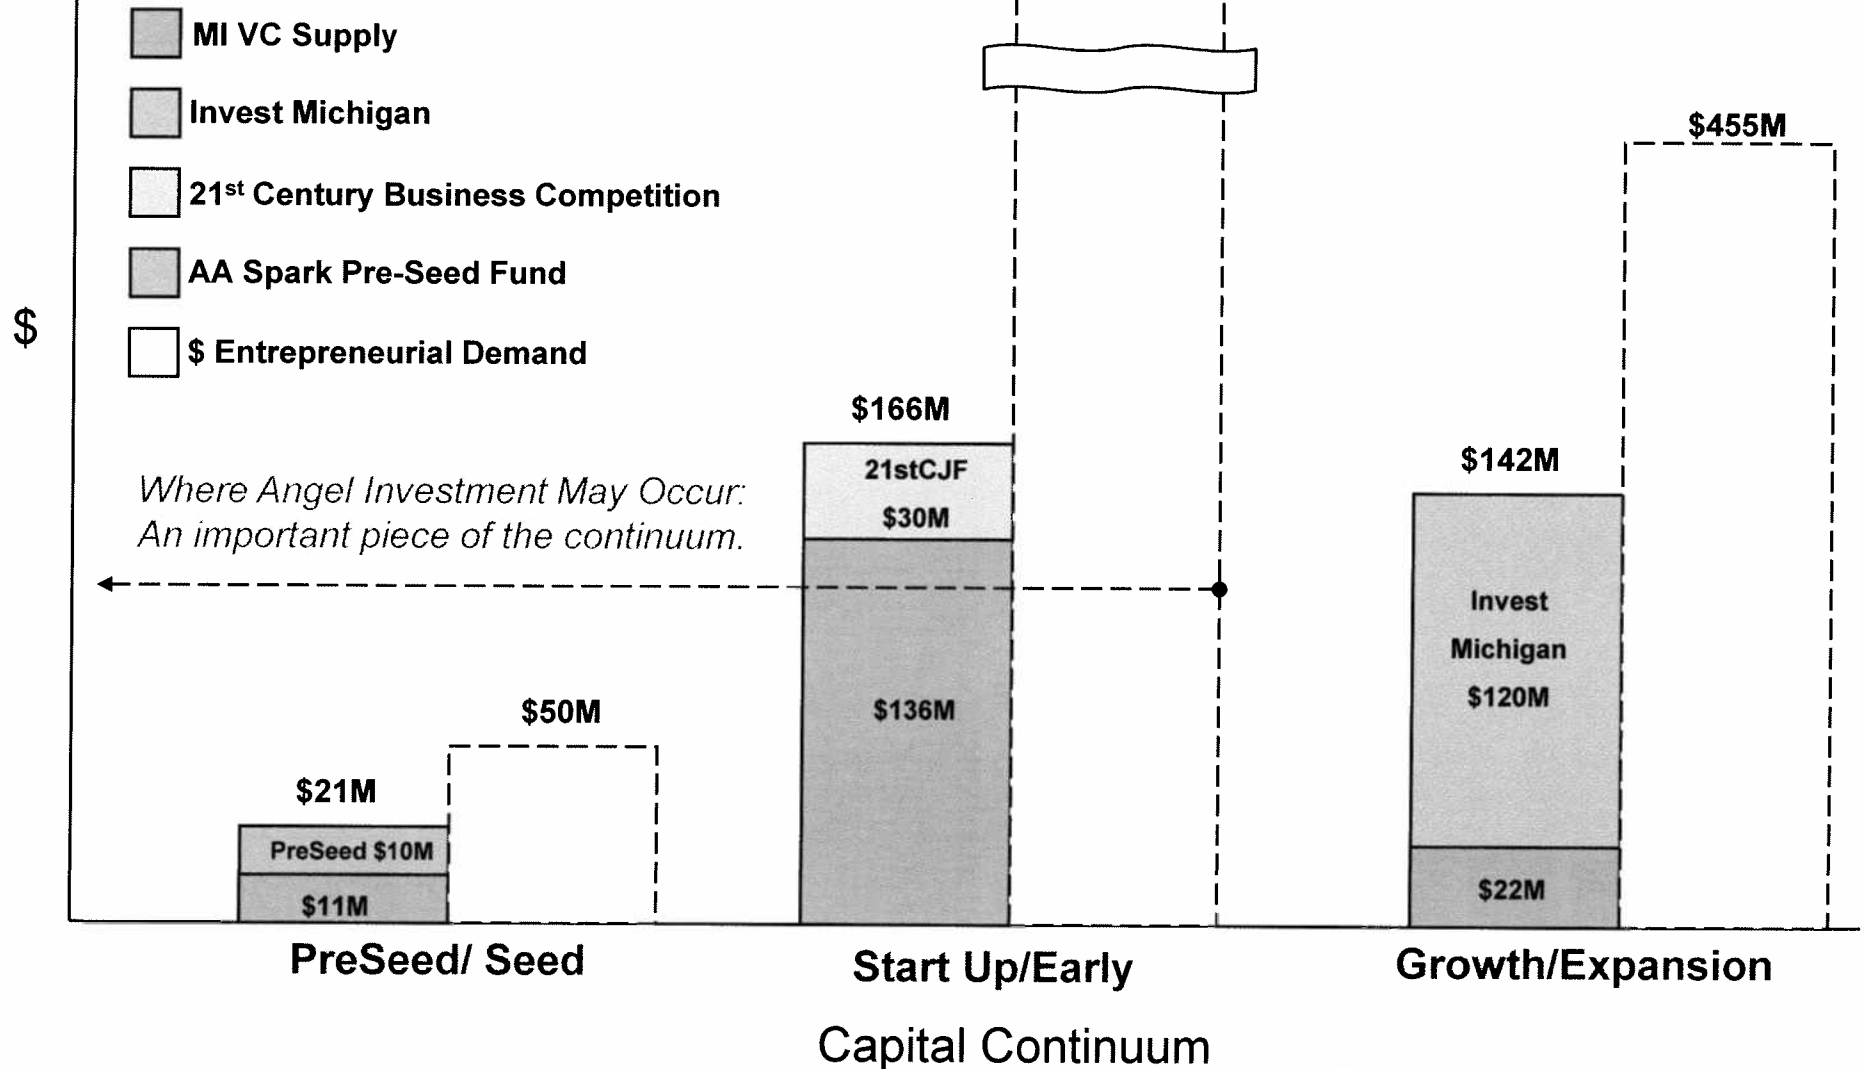 MI VC Supply
Invest Michigan
21st Century Business Competition
AA Spark Pre-Seed Fund
$ Entrepreneurial Demand
$
$455M
$166M
21stCJF
$30M
$136M
$142M
Invest
Michigan
$120M
$22M
Where Angel Investment May Occur:
An important piece of the continuum.
$50M
$21M
PreSeed $10M
$11M
PreSeed/ Seed
Start Up/Early
Growth/Expansion
Capital Continuum